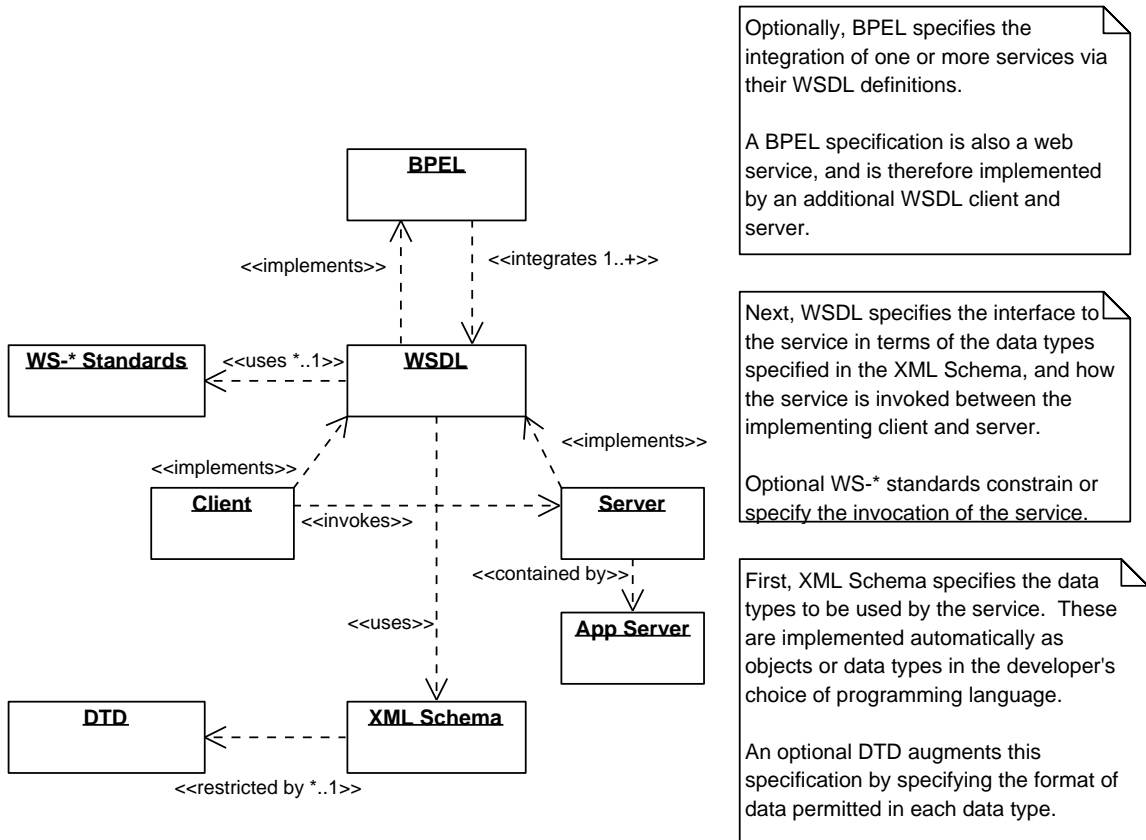 BPEL
<<implements>>
<<integrates 1..+>>
WS-* Standards
<<uses *..1>>
WSDL
<<implements>>
<<implements>>
Client
<<invokes>>
Server
<<contained by>>
<<uses>>
App Server
DTD
XML Schema
<<restricted by *..1>>
Optionally, BPEL specifies the
integration of one or more services via
their WSDL definitions.
A BPEL specification is also a web
service, and is therefore implemented
by an additional WSDL client and
server.
Next, WSDL specifies the interface to
the service in terms of the data types
specified in the XML Schema, and how
the service is invoked between the
implementing client and server.
Optional WS-* standards constrain or
specify the invocation of the service.
First, XML Schema specifies the data
types to be used by the service.  These
are implemented automatically as
objects or data types in the developer's
choice of programming language.
An optional DTD augments this
specification by specifying the format of
data permitted in each data type.